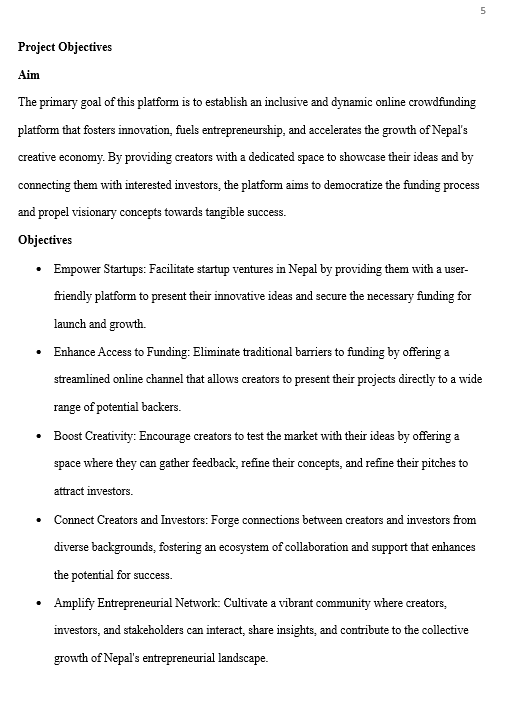 5
Project Objectives
Aim
The primary goal of this platform is to establish an inclusive and dynamic online crowdfunding
platform that fosters innovation, fuels entrepreneurship, and accelerates the growth of Nepal's
creative economy. By providing creators with a dedicated space to showcase their ideas and by
connecting them with interested investors, the platform aims to democratize the funding process
and propel visionary concepts towards tangible success.
Objectives
• Empower Startups: Facilitate startup ventures in Nepal by providing them with a user-
friendly platform to present their innovative ideas and secure the necessary funding for
launch and growth.
• Enhance Access to Funding: Eliminate traditional barriers to funding by offering a
streamlined online channel that allows creators to present their projects directly to a wide
range of potential backers.
• Boost Creativity: Encourage creators to test the market with their ideas by offering a
space where they can gather feedback, refine their concepts, and refine their pitches to
attract investors.
• Connect Creators and Investors: Forge connections between creators and investors from
diverse backgrounds, fostering an ecosystem of collaboration and support that enhances
the potential for success.
• Amplify Entrepreneurial Network: Cultivate a vibrant community where creators,
investors, and stakeholders can interact, share insights, and contribute to the collective
growth of Nepal's entrepreneurial landscape.